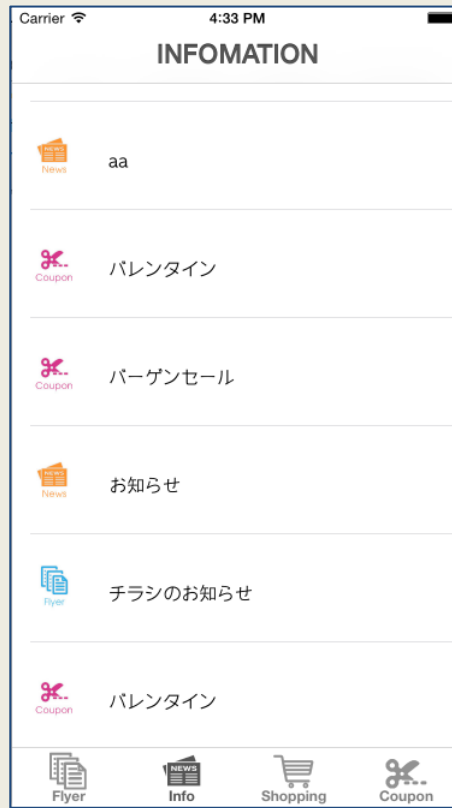 Carrier 4:33 PM
INFOMATION
NEWS
News
aa
Coupon
バレンタイン
Coupon
バーゲンセール
NEWS
News
お知らせ
Flyer
チラシのお知らせ
Coupon
バレンタイン
NEWS
Flyer Info Shopping Coupon